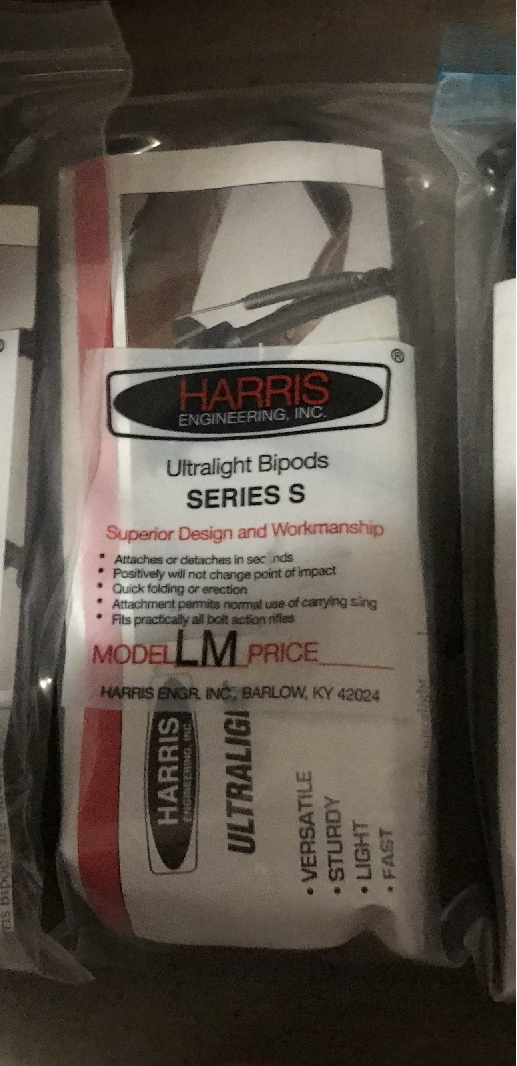 HARRIS
ENGINEERING, INC.
®
Ultralight Bipods
SERIES S
Superior Design and Workmanship
• Attaches or detaches in sec nds
• Positively will not change point of impact
• Quick folding or erection
• Attachment permits normal use of carrying sling
• Fits practically all bolt action rifles
MODEL LM PRICE
HARRIS ENGR. INC., BARLOW, KY 42024
HARRIS
ENGINEERING, INC.
ULTRALIG
• VERSATILE
• STURDY
• LIGHT
• FAST